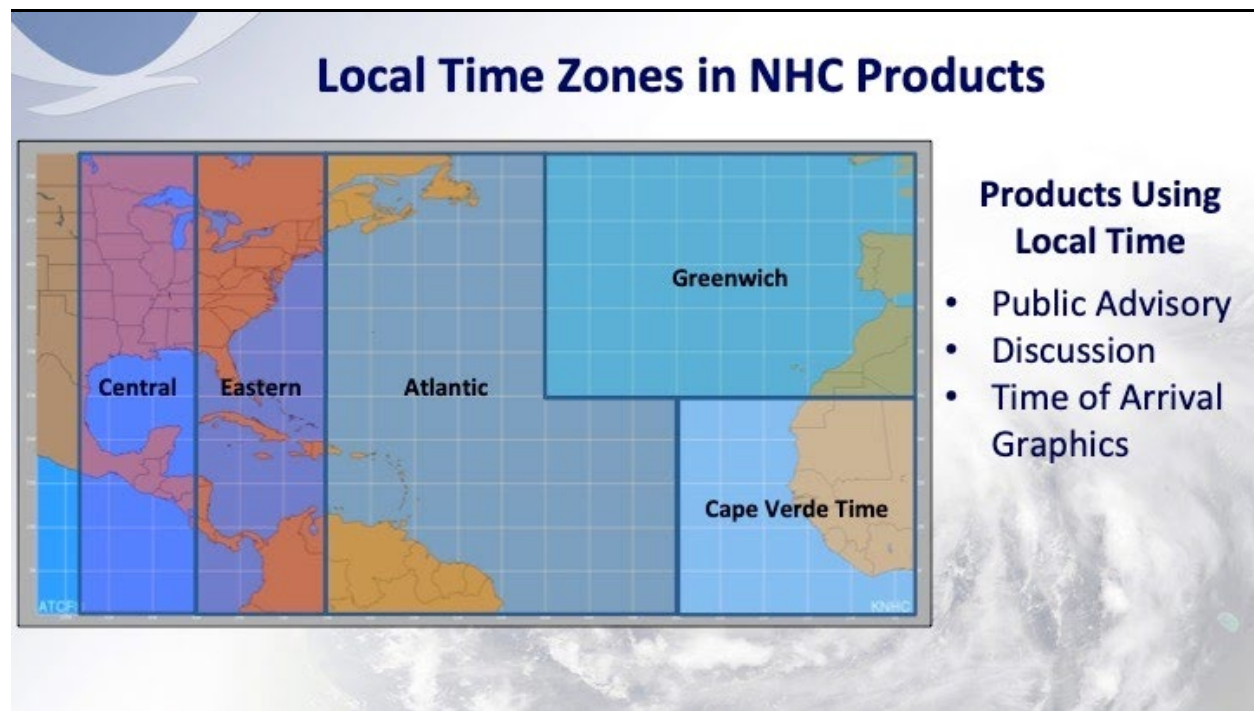 Local Time Zones in NHC Products
Central
Eastern
Atlantic
Greenwich
Cape Verde Time
ATCF
KNHC
Products Using
Local Time
• Public Advisory
• Discussion
• Time of Arrival
Graphics